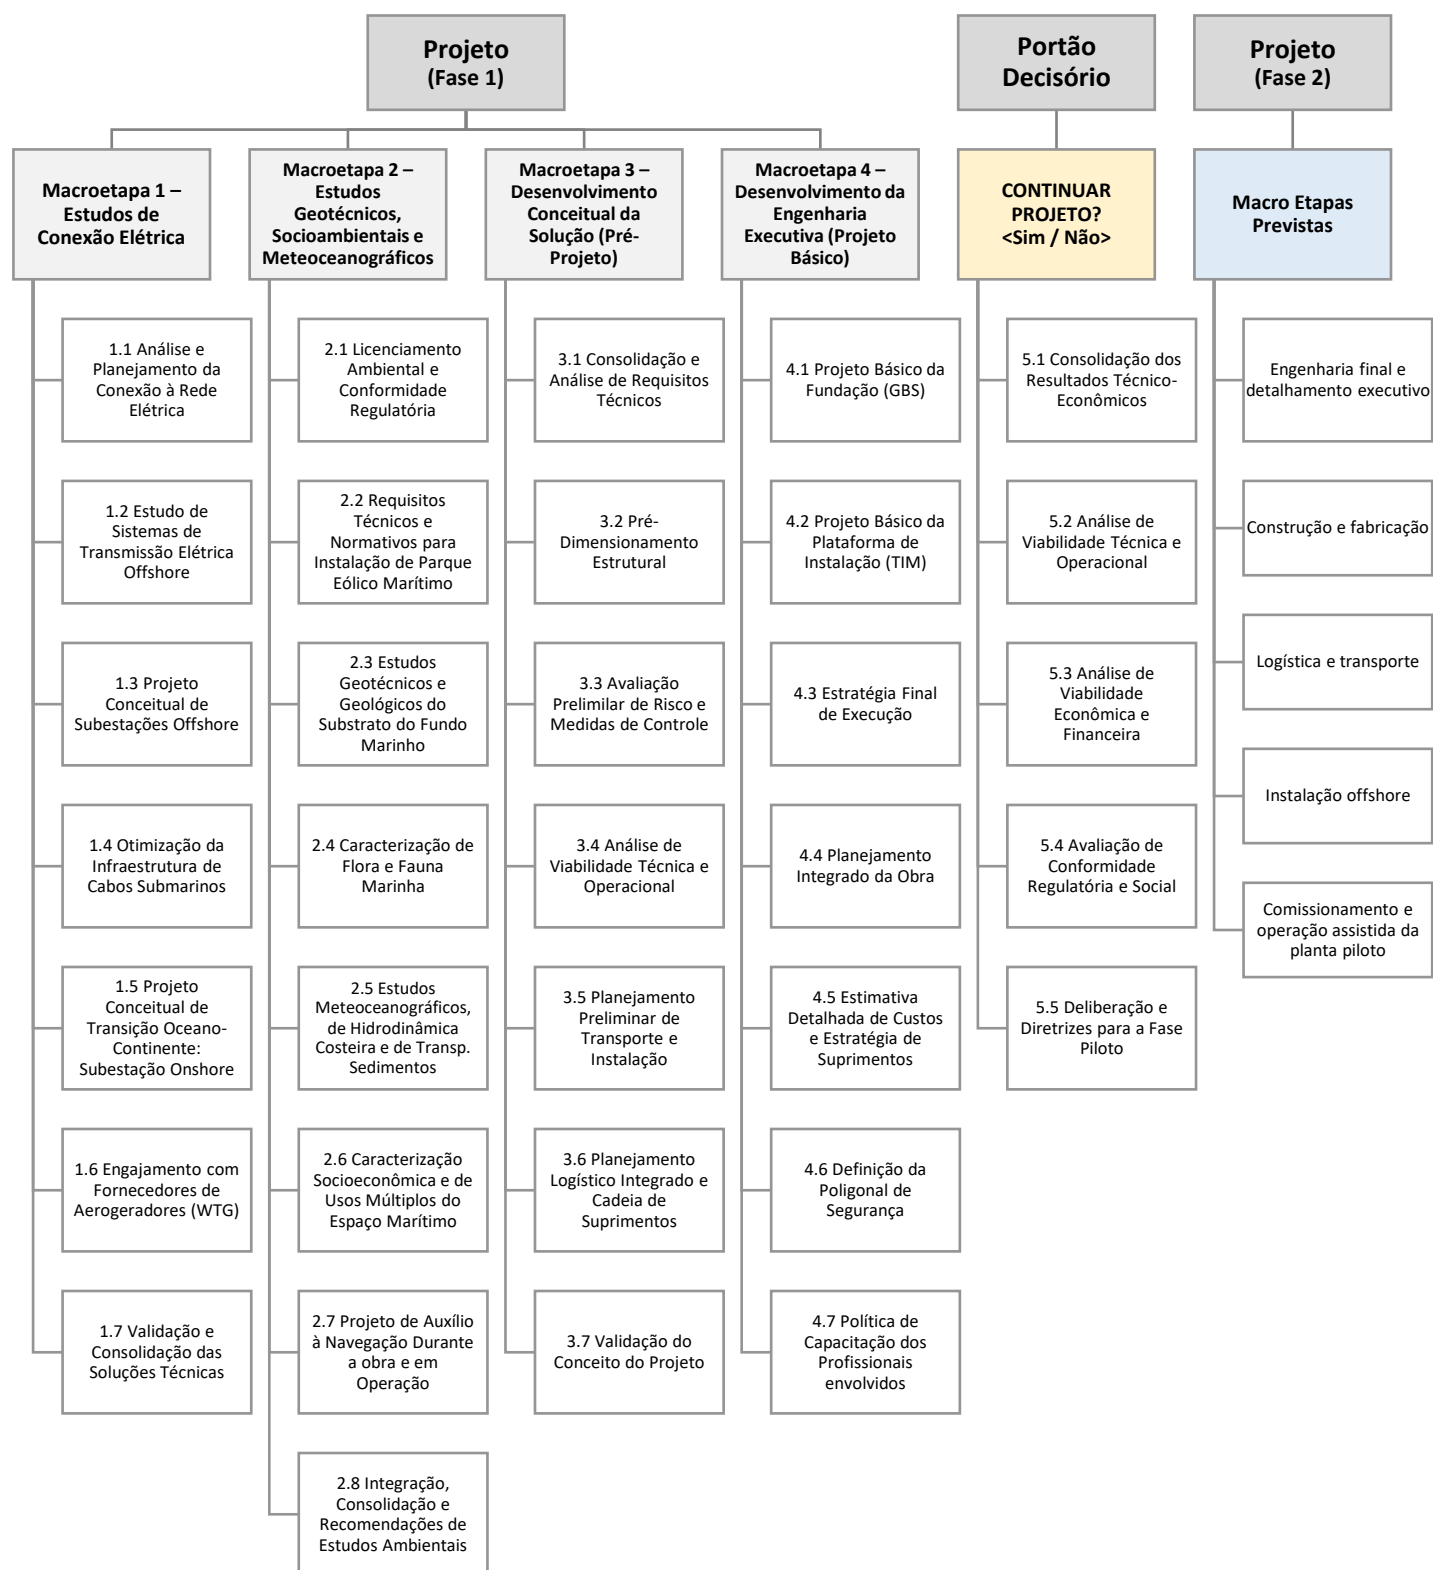 Projeto
(Fase 1)
Portão
Decisório
Projeto
(Fase 2)
Macroetapa 1 –
Estudos de
Conexão Elétrica
Macroetapa 2 –
Estudos
Geotécnicos,
Socioambientais e
Meteoceanográficos
Macroetapa 3 –
Desenvolvimento
Conceitual da
Solução (Pré-
Projeto)
Macroetapa 4 –
Desenvolvimento da
Engenharia
Executiva (Projeto
Básico)
CONTINUAR
PROJETO?
<Sim / Não>
Macro Etapas
Previstas
1.1 Análise e
Planejamento da
Conexão à Rede
Elétrica
1.2 Estudo de
Sistemas de
Transmissão Elétrica
Offshore
1.3 Projeto
Conceitual de
Subestações Offshore
1.4 Otimização da
Infraestrutura de
Cabos Submarinos
1.5 Projeto
Conceitual de
Transição Oceano-
Continente:
Subestação Onshore
1.6 Engajamento com
Fornecedores de
Aerogeradores (WTG)
1.7 Validação e
Consolidação das
Soluções Técnicas
2.1 Licenciamento
Ambiental e
Conformidade
Regulatória
2.2 Requisitos
Técnicos e
Normativos para
Instalação de Parque
Eólico Marítimo
2.3 Estudos
Geotécnicos e
Geológicos do
Substrato do Fundo
Marinho
2.4 Caracterização de
Flora e Fauna
Marinha
2.5 Estudos
Meteoceanográficos,
de Hidrodinâmica
Costeira e de Transp.
Sedimentos
2.6 Caracterização
Socioeconômica e de
Usos Múltiplos do
Espaço Marítimo
2.7 Projeto de Auxílio
à Navegação Durante
a obra e em
Operação
2.8 Integração,
Consolidação e
Recomendações de
Estudos Ambientais
3.1 Consolidação e
Análise de Requisitos
Técnicos
3.2 Pré-
Dimensionamento
Estrutural
3.3 Avaliação
Prelimilar de Risco e
Medidas de Controle
3.4 Análise de
Viabilidade Técnica e
Operacional
3.5 Planejamento
Preliminar de
Transporte e
Instalação
3.6 Planejamento
Logístico Integrado e
Cadeia de
Suprimentos
3.7 Validação do
Conceito do Projeto
4.1 Projeto Básico da
Fundação (GBS)
4.2 Projeto Básico da
Plataforma de
Instalação (TIM)
4.3 Estratégia Final
de Execução
4.4 Planejamento
Integrado da Obra
4.5 Estimativa
Detalhada de Custos
e Estratégia de
Suprimentos
4.6 Definição da
Poligonal de
Segurança
4.7 Política de
Capacitação dos
Profissionais
envolvidos
5.1 Consolidação dos
Resultados Técnico-
Econômicos
5.2 Análise de
Viabilidade Técnica e
Operacional
5.3 Análise de
Viabilidade
Econômica e
Financeira
5.4 Avaliação de
Conformidade
Regulatória e Social
5.5 Deliberação e
Diretrizes para a Fase
Piloto
Engenharia final e
detalhamento executivo
Construção e fabricação
Logística e transporte
Instalação offshore
Comissionamento e
operação assistida da
planta piloto